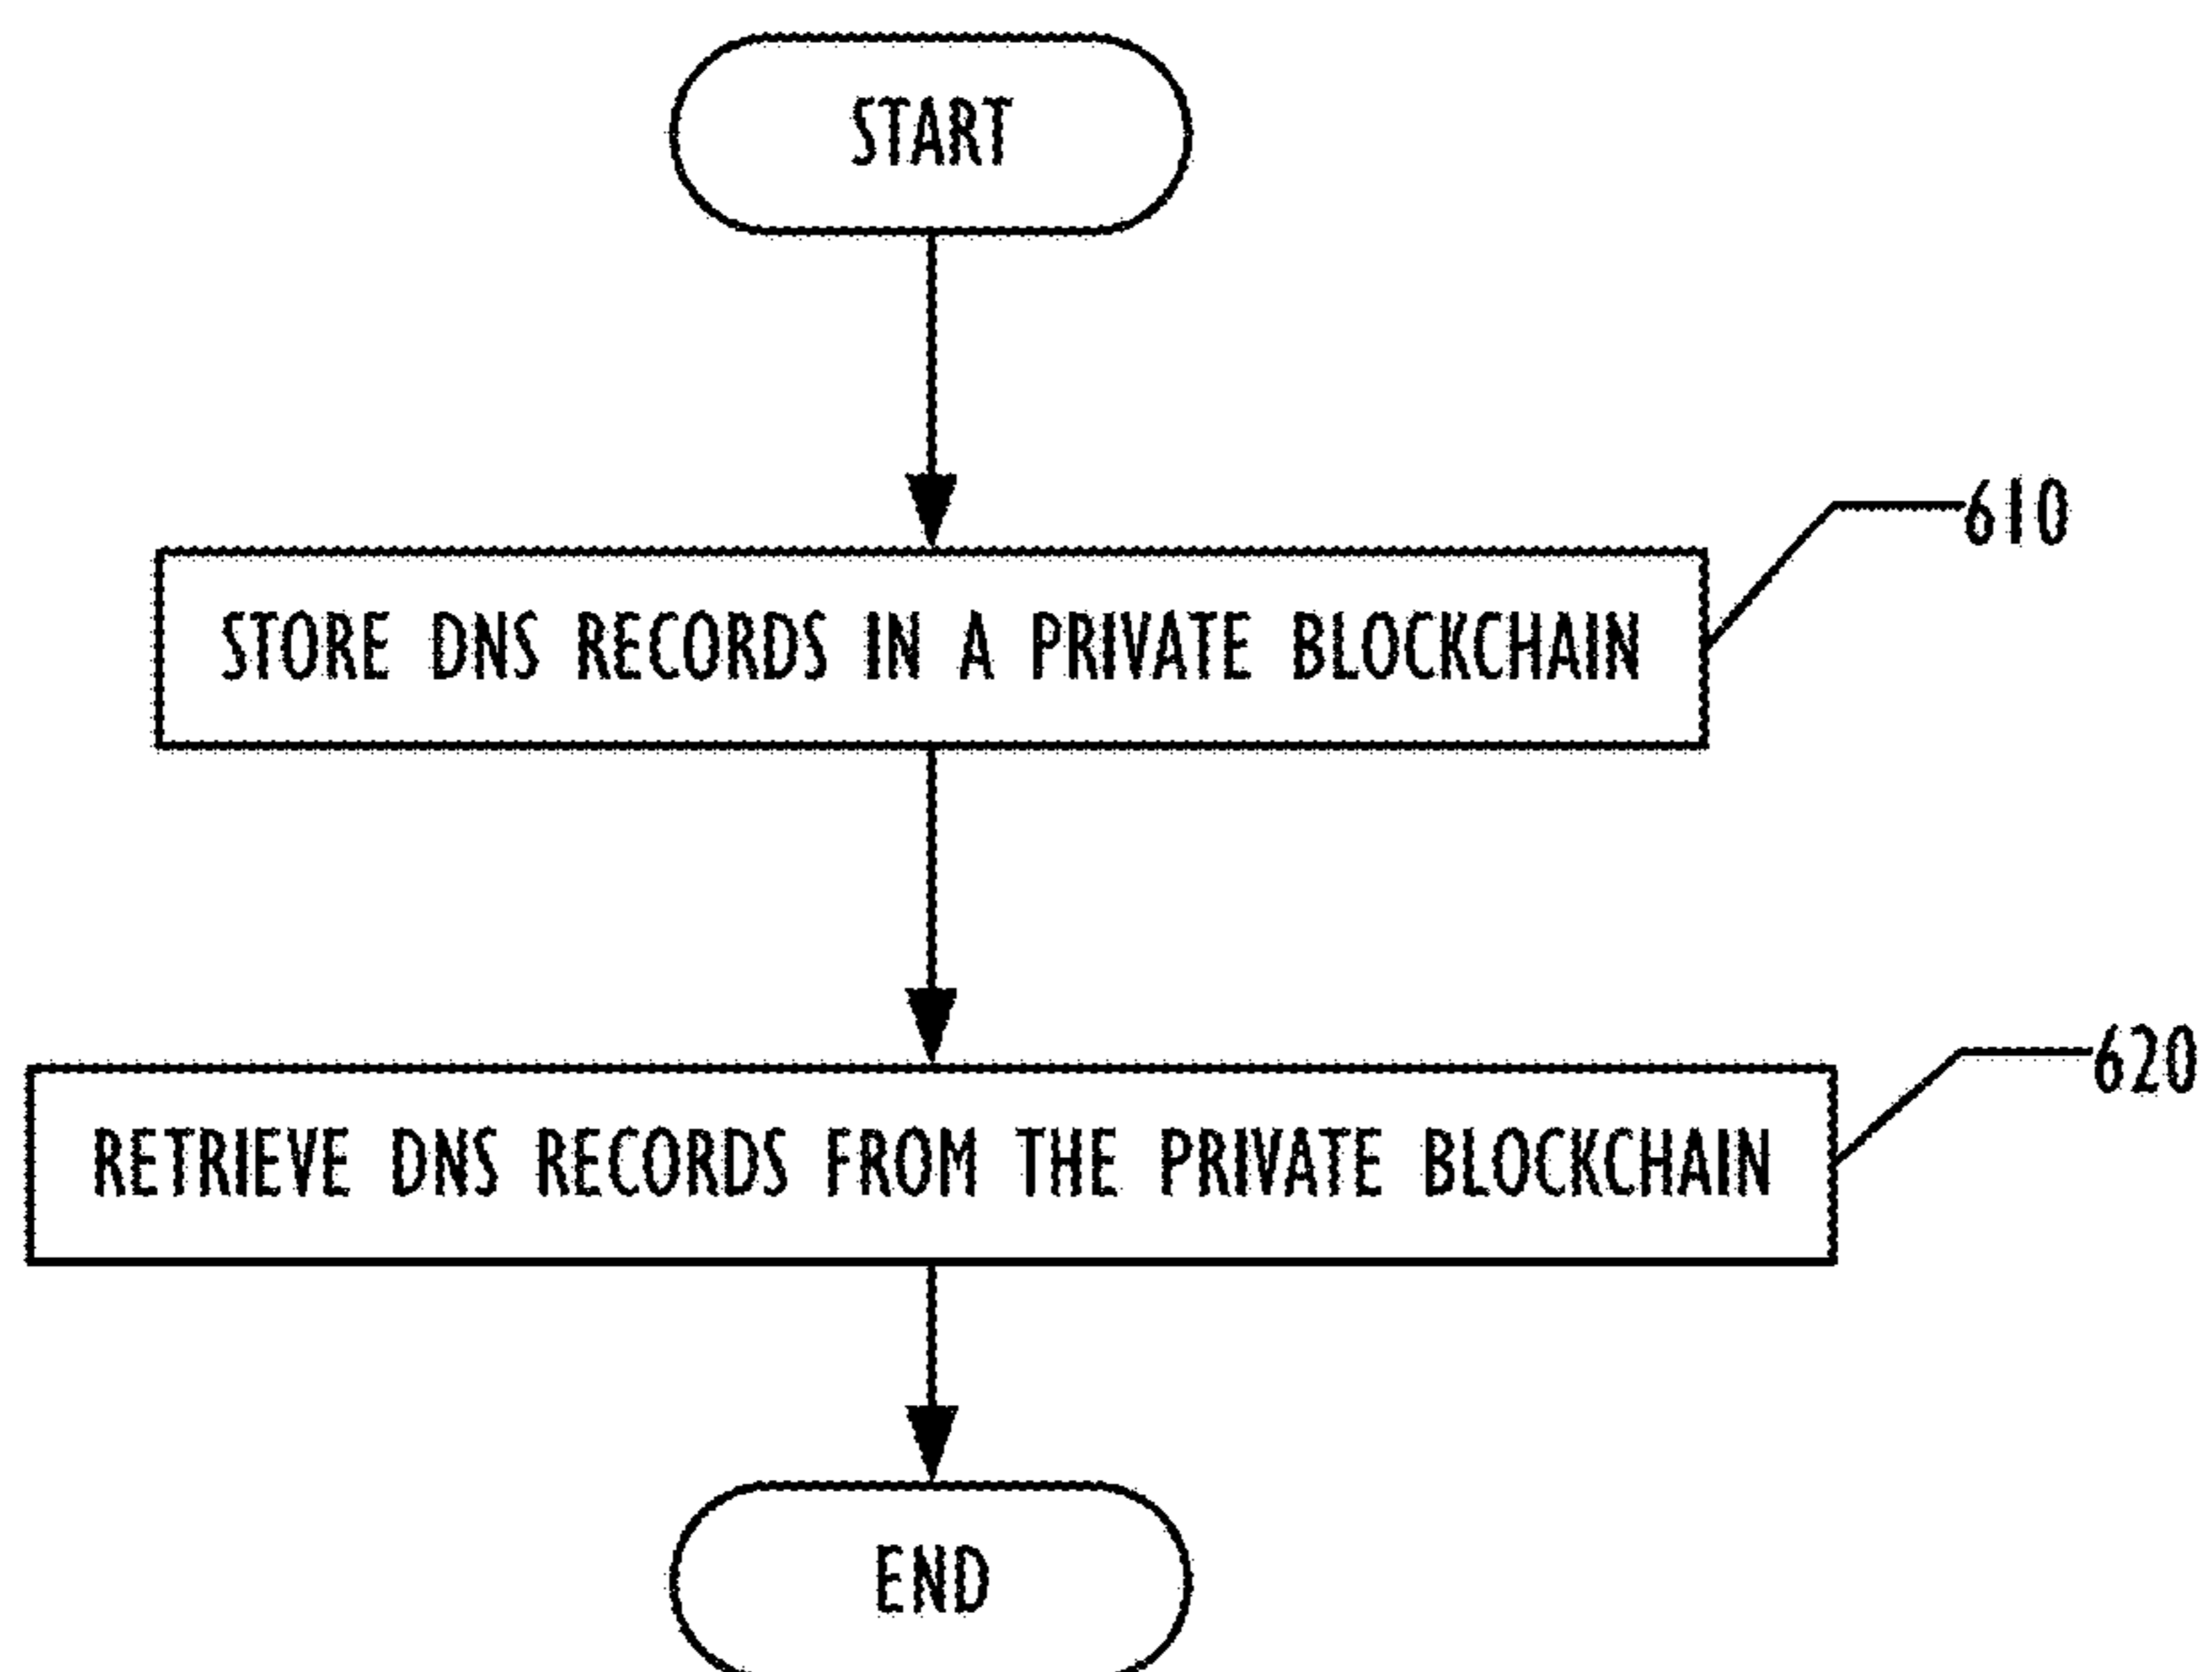 START
610
STORE DNS RECORDS IN A PRIVATE BLOCKCHAIN
620
RETRIEVE DNS RECORDS FROM THE PRIVATE BLOCKCHAIN
END